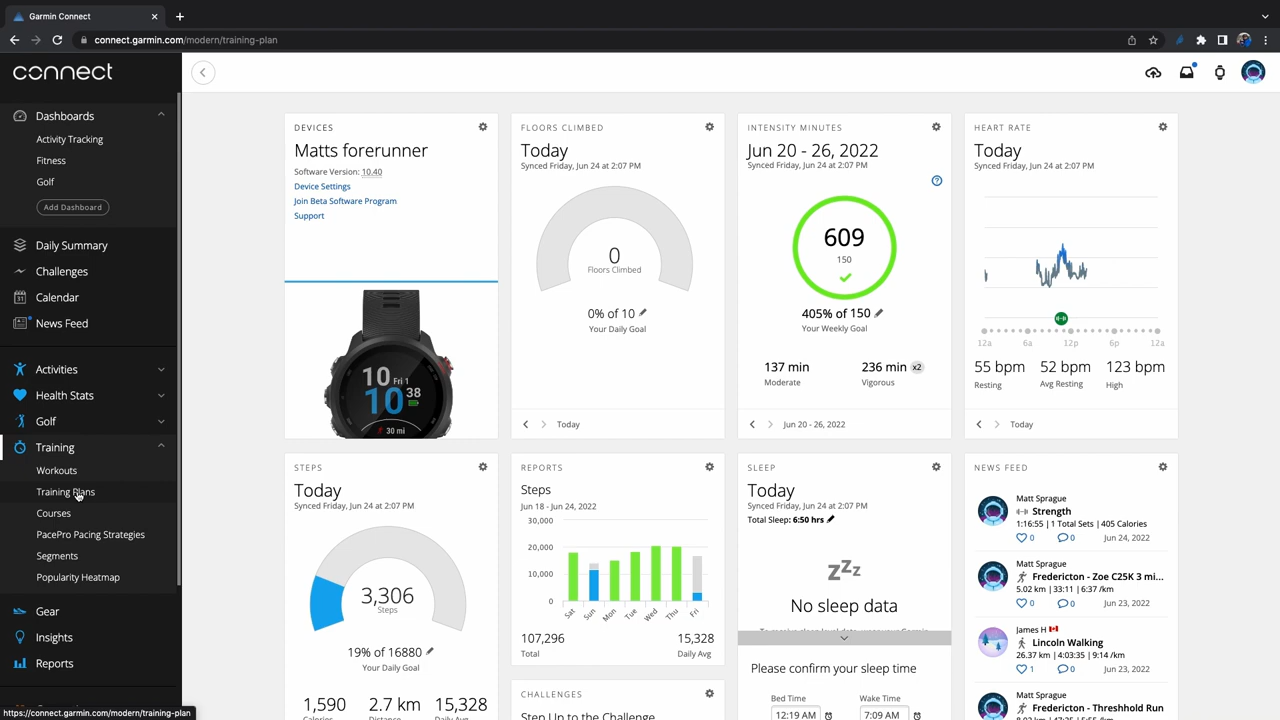 Garmin Connect
connect.garmin.com/modern/training-plan
connect
Dashboards
Activity Tracking
Fitness
Golf
Add Dashboard
Daily Summary
Challenges
Calendar
News Feed
Activities
Health Stats
Golf
Training
Workouts
Training Plans
Courses
PacePro Pacing Strategies
Segments
Popularity Heatmap
Gear
Insights
Reports
https://connect.garmin.com/modern/training-plan
DEVICES
Matts forerunner
Software Version: 10.40
Device Settings
Join Beta Software Program
Support
10 Fri 1
10 38
30 mi
FLOORS CLIMBED
Today
Synced Friday, Jun 24 at 2:07 PM
0
Floors Climbed
0% of 10
Your Daily Goal
Today
INTENSITY MINUTES
Jun 20 - 26, 2022
Synced Friday, Jun 24 at 2:07 PM
609
150
405% of 150
Your Weekly Goal
137 min
Moderate
236 min x2
Vigorous
Jun 20 - 26, 2022
HEART RATE
Today
Synced Friday, Jun 24 at 2:07 PM
12a 6a 12p 6p 12a
55 bpm
Resting
52 bpm
Avg Resting
123 bpm
High
Today
STEPS
Today
Synced Friday, Jun 24 at 2:07 PM
3,306
Steps
19% of 16880
Your Daily Goal
1,590
Calories
2.7 km
Distance
15,328
Daily Avg
REPORTS
Steps
Jun 18 - Jun 24, 2022
30,000
20,000
10,000
0
Sat Sun Mon Tue Wed Thu Fri
107,296
Total
15,328
Daily Avg
CHALLENGES
Step Up to the Challenge
SLEEP
Today
Synced Friday, Jun 24 at 2:07 PM
Total Sleep: 6:50 hrs
zzz
No sleep data
Please confirm your sleep time
Bed Time
12:19 AM
Wake Time
7:09 AM
NEWS FEED
Matt Sprague
Strength
1:16:55 | 1 Total Sets | 405 Calories
0 0 Jun 24, 2022
Matt Sprague
Fredericton - Zoe C25K 3 mi...
5.02 km | 33:11 | 6:37 /km
0 0 Jun 23, 2022
James H
Lincoln Walking
26.37 km | 4:03:35 | 9:14 /km
1 0 Jun 23, 2022
Matt Sprague
Fredericton - Threshhold Run